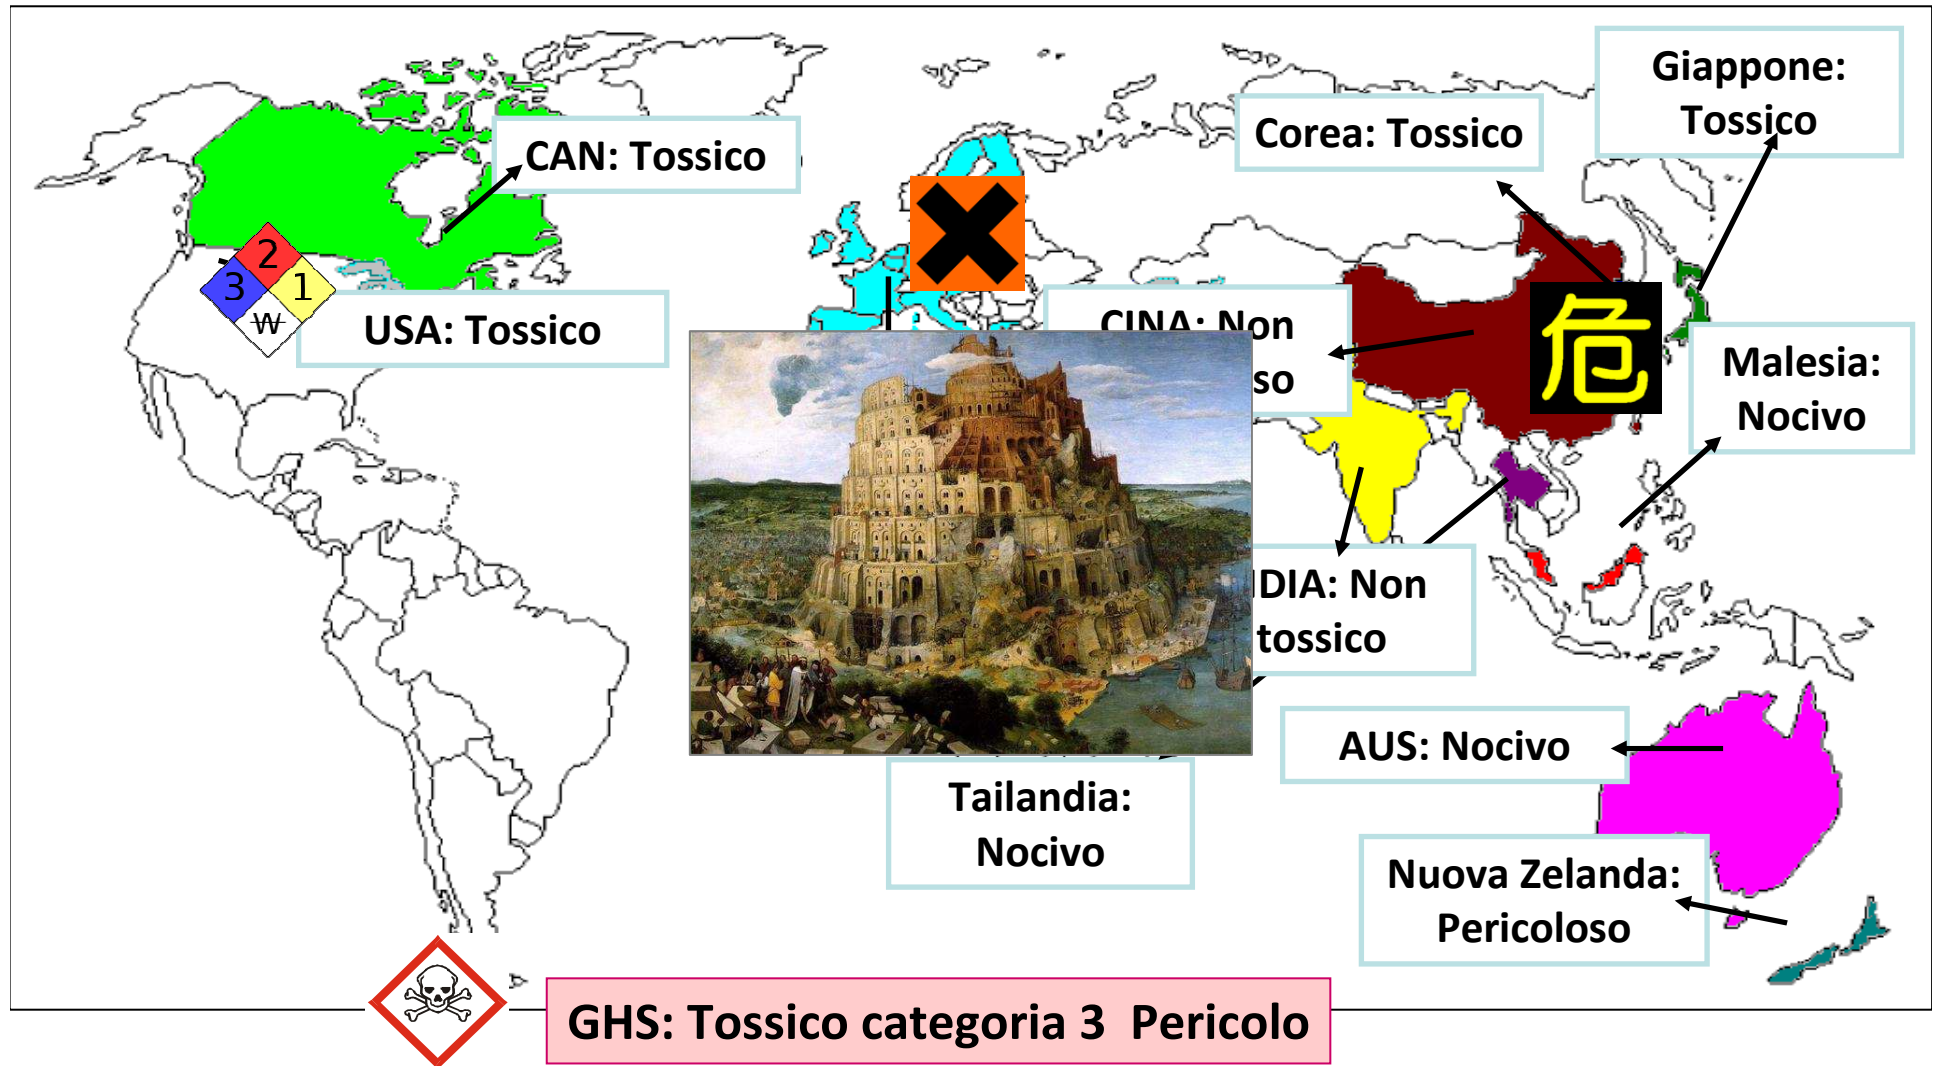 Giappone:
Tossico
Corea: Tossico
CAN: Tossico
2
3
1
W
USA: Tossico
CINA: Non
so
危
Malesia:
Nocivo
DIA: Non
tossico
AUS: Nocivo
Tailandia:
Nocivo
Nuova Zelanda:
Pericoloso
GHS: Tossico categoria 3 Pericolo